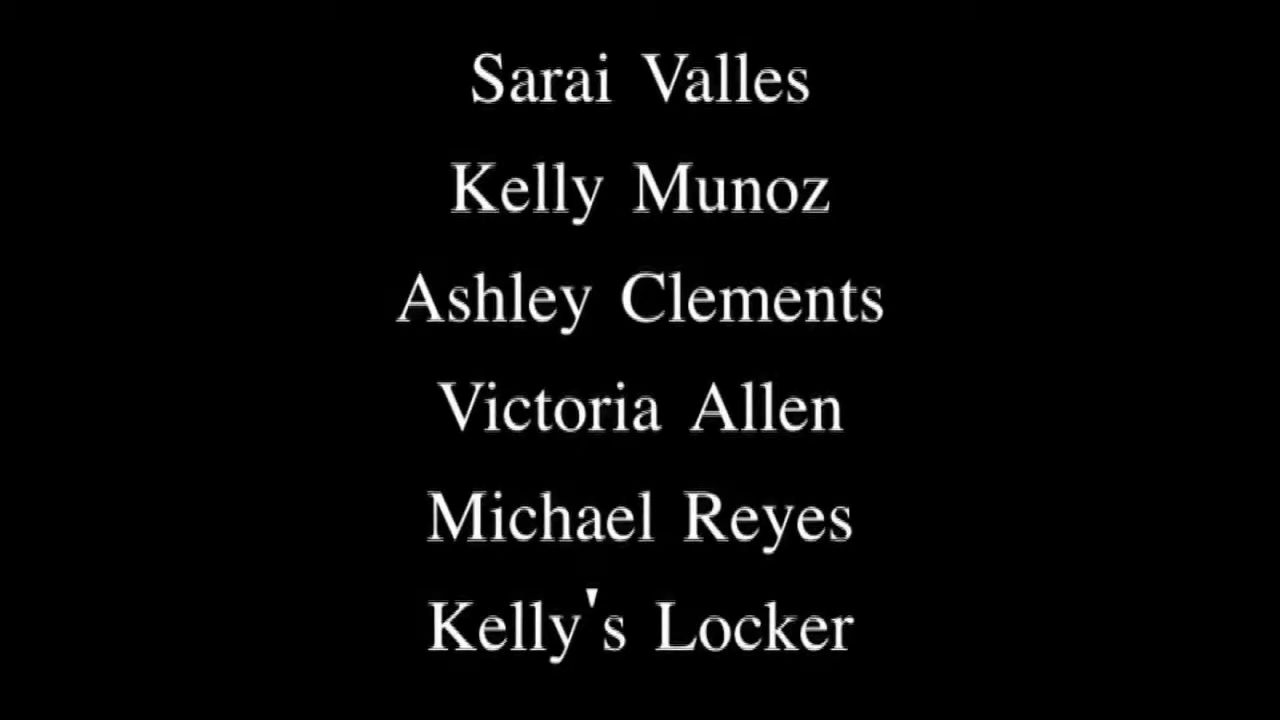 Sarai Valles
Kelly Munoz
Ashley Clements
Victoria Allen
Michael Reyes
Kelly's Locker